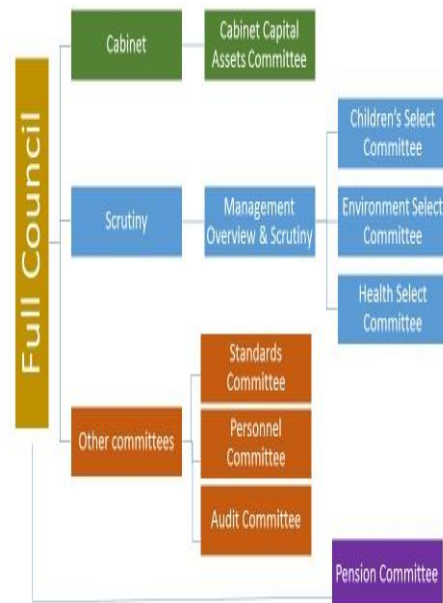 Full Council
Cabinet
Cabinet Capital
Assets Committee
Scrutiny
Management
Overview & Scrutiny
Children's Select
Committee
Environment Select
Committee
Health Select
Committee
Other committees
Standards
Committee
Personnel
Committee
Audit Committee
Pension Committee